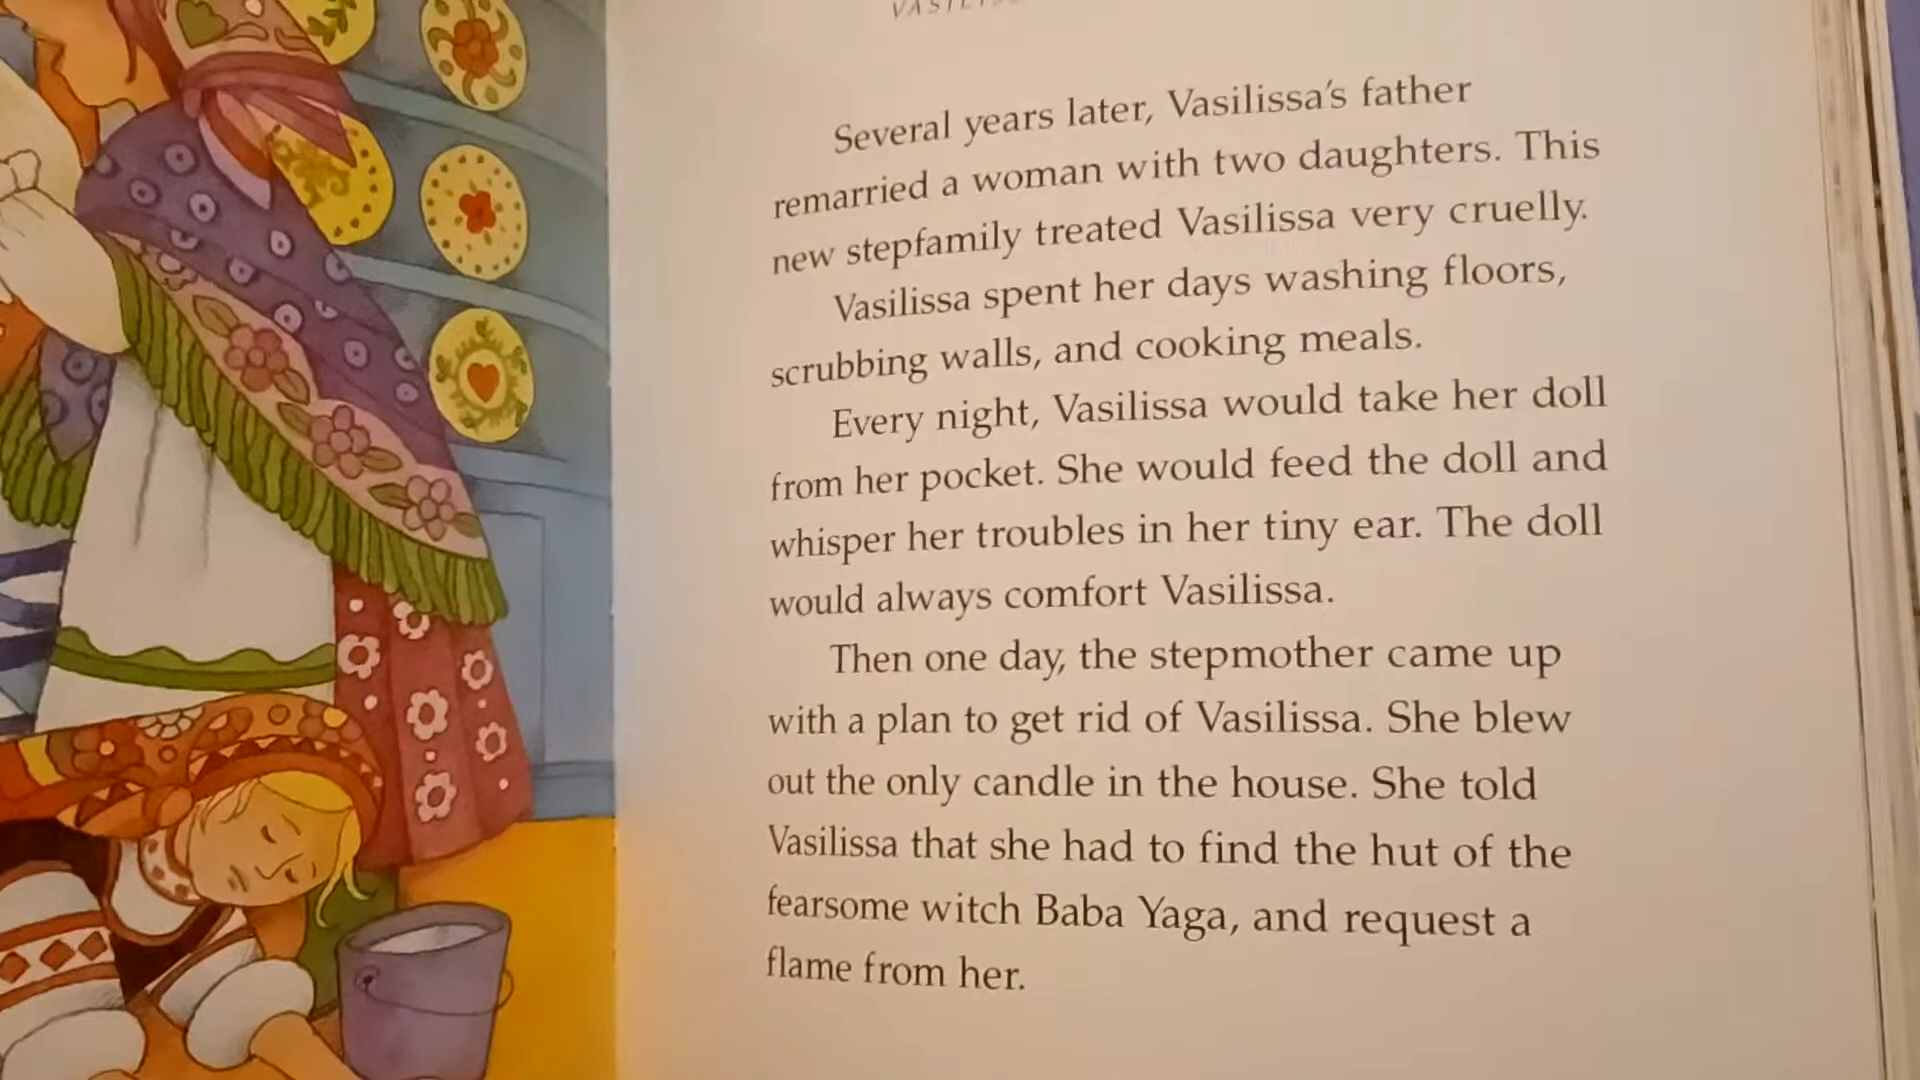 Several years later, Vasilissa's father
remarried a woman with two daughters. This
new stepfamily treated Vasilissa very cruelly.
Vasilissa spent her days washing floors,
scrubbing walls, and cooking meals.
Every night, Vasilissa would take her doll
from her pocket. She would feed the doll and
whisper her troubles in her tiny ear. The doll
would always comfort Vasilissa.
Then one day, the stepmother came up
with a plan to get rid of Vasilissa. She blew
out the only candle in the house. She told
Vasilissa that she had to find the hut of the
fearsome witch Baba Yaga, and request a
flame from her.